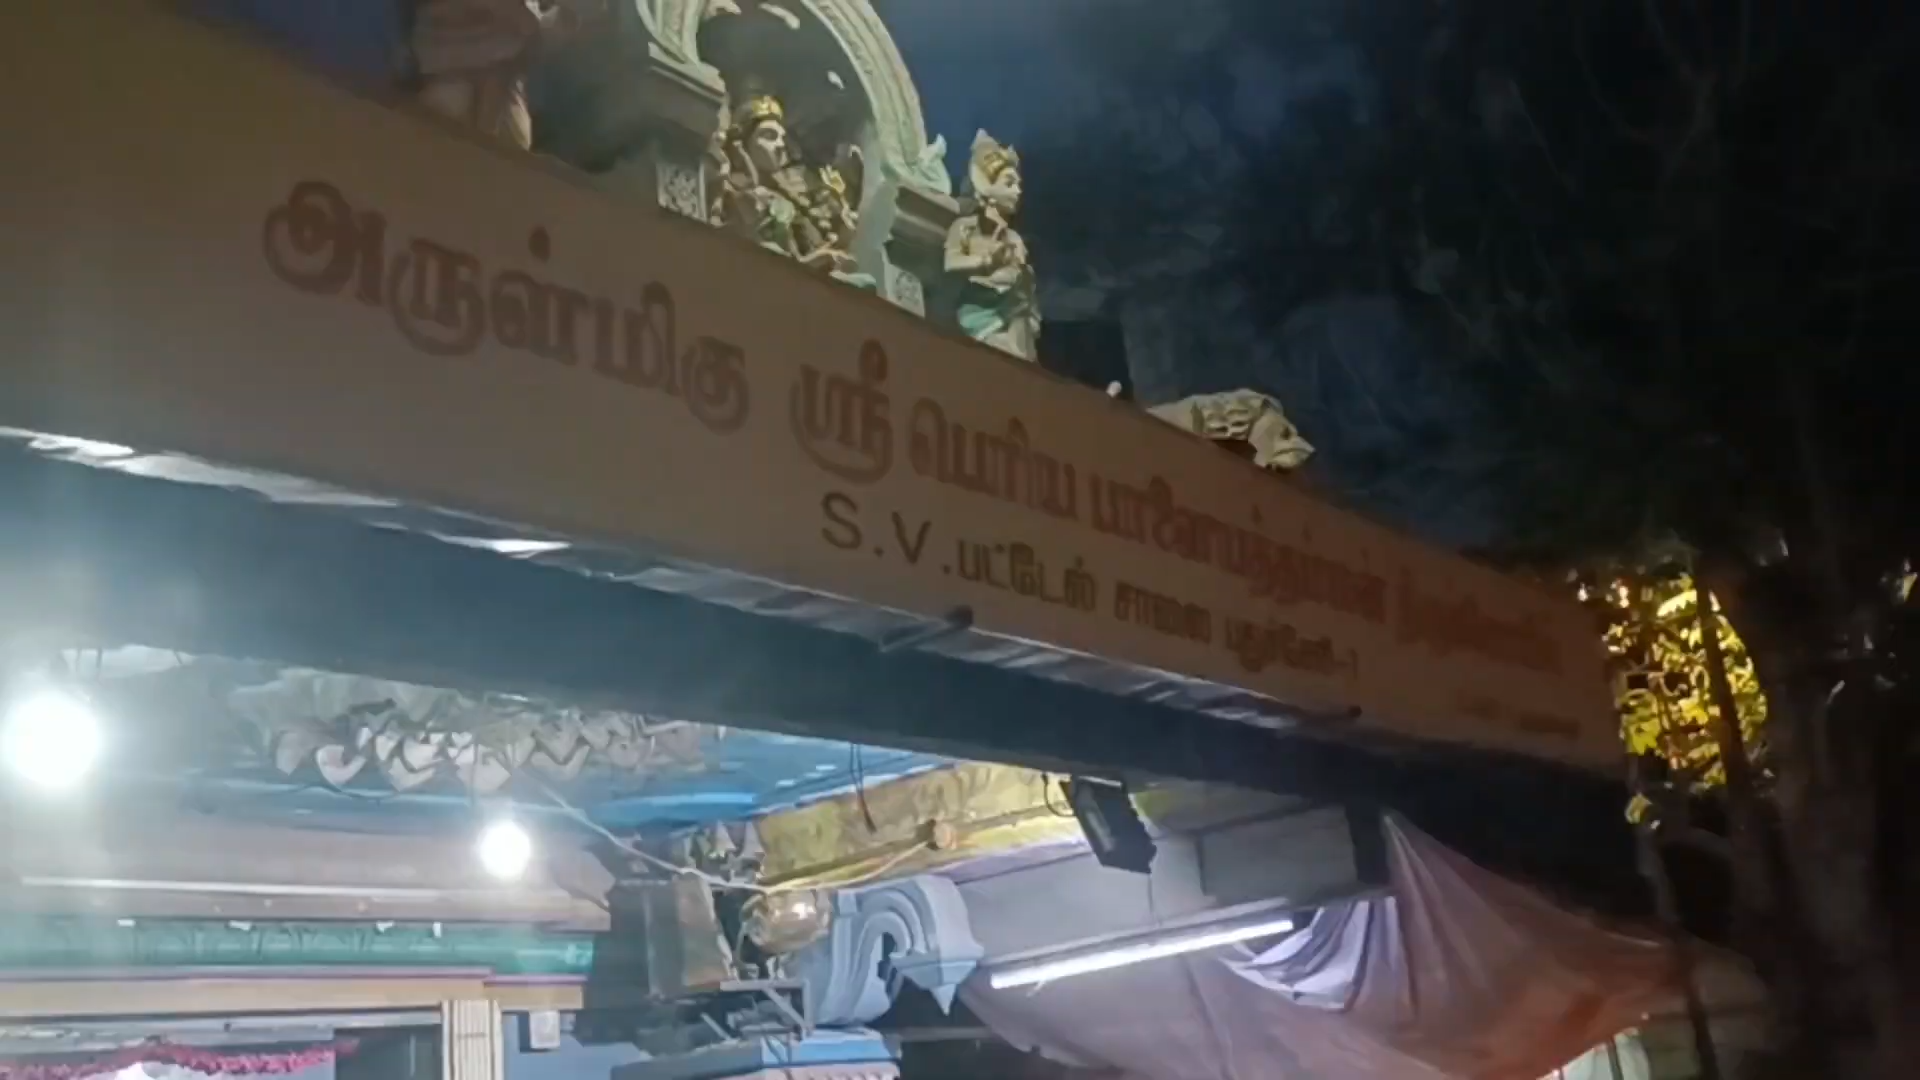 அருள்மிகு ஸ்ரீ பெரிய பாளையத்தம்மன்
S.V.பட்டேல் சாலை புதுச்சேரி-1